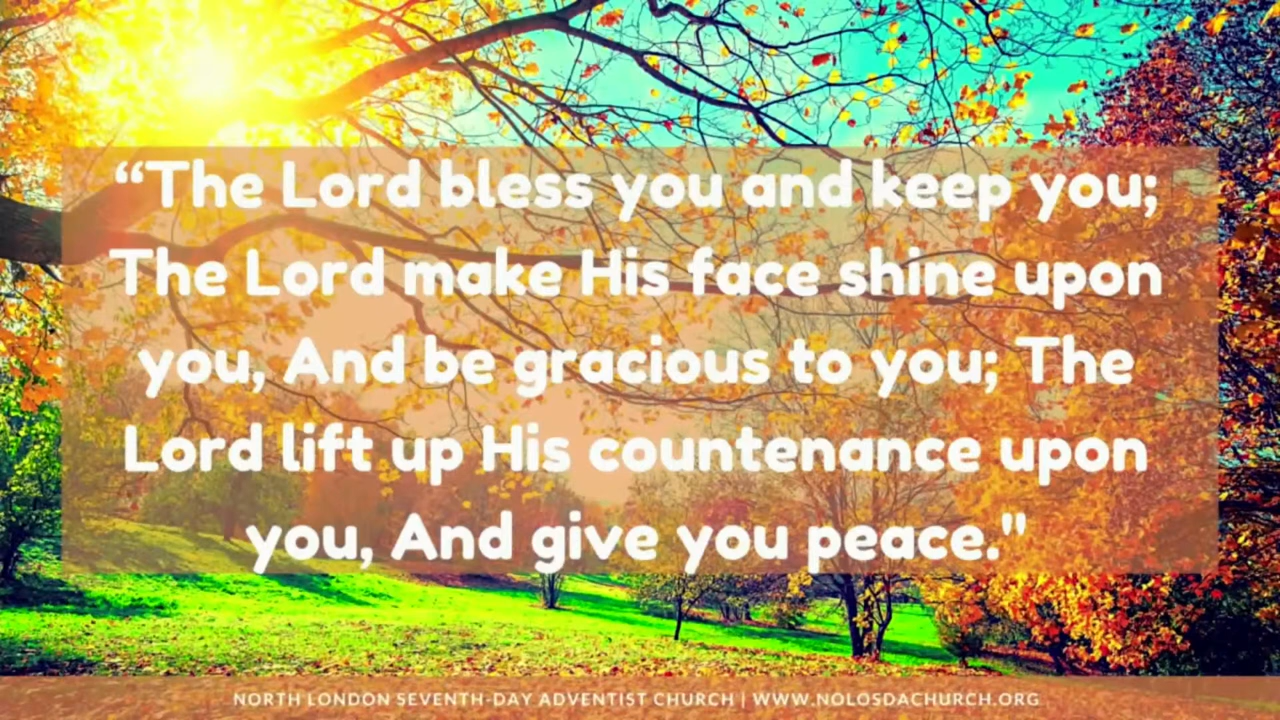 “The Lord bless you and keep you;
The Lord make His face shine upon
you, And be gracious to you; The
Lord lift up His countenance upon
you, And give you peace."
NORTH LONDON SEVENTH-DAY ADVENTIST CHURCH | WWW.NOLOSDACHURCH.ORG